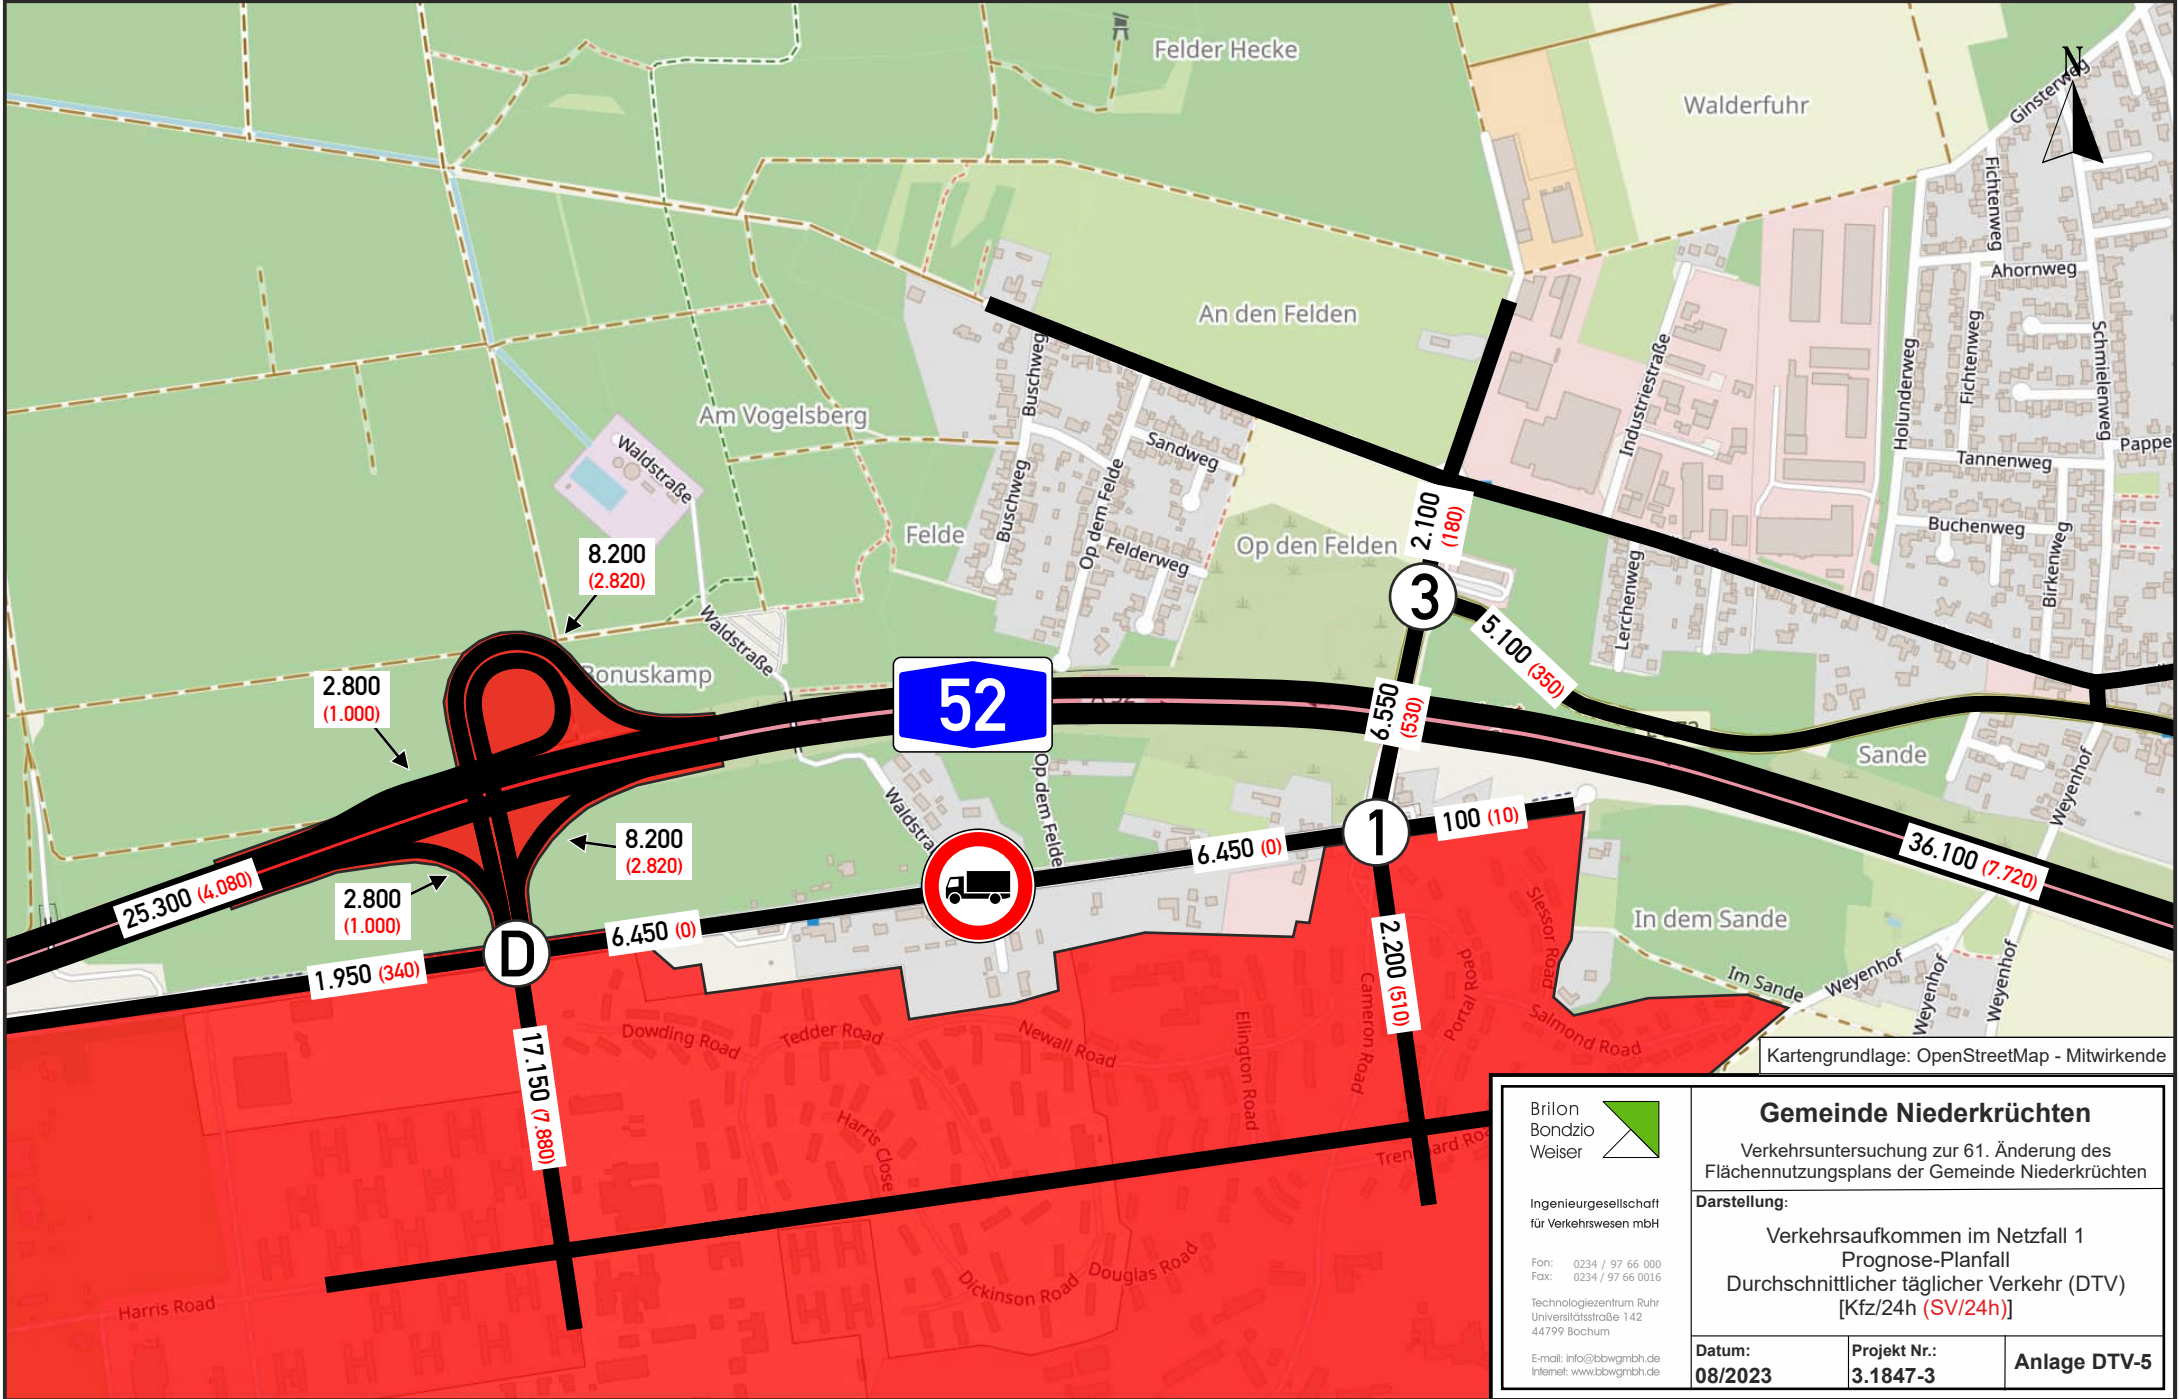 Felder Hecke
Walderfuhr
N
Ginsterweg
Fichtenweg
Ahornweg
An den Felden
Buschweg
Industriestraße
Holunderweg
Fichtenweg
Schmielenweg
Am Vogelsberg
Waldstraße
Sandweg
Pappe
Tannenweg
Buschweg
Op dem Felde
2.100
(180)
Buchenweg
Felde
Felderweg
Op den Felden
8.200
(2.820)
Lerchenweg
Birkenweg
3
Waldstraße
5.100 (350)
Bonuskamp
2.800
(1.000)
52
6.550
(530)
Sande
Op dem Felde
Waldstra
Weyenhof
100 (10)
1
8.200
(2.820)
6.450 (0)
36.100 (7.720)
25.300 (4.080)
2.800
(1.000)
6.450 (0)
D
1.950 (340)
2.200 (510)
Slessor Road
In dem Sande
Portal Road
Cameron Road
Im Sande
Weyenhof
Weyenhof
Weyenhof
17.150 (7.880)
Dowding Road
Tedder Road
Newall Road
Ellington Road
Salmond Road
Kartengrundlage: OpenStreetMap - Mitwirkende
Harris Close
Trenchard Roa
Dickinson Road
Douglas Road
Harris Road
Brilon
Bondzio
Weiser
Ingenieurgesellschaft
für Verkehrswesen mbH
Fon: 0234 / 97 66 000
Fax: 0234 / 97 66 0016
Technologiezentrum Ruhr
Universitätsstraße 142
44799 Bochum
E-mail: info@bbwgmbh.de
Internet: www.bbwgmbh.de
Gemeinde Niederkrüchten
Verkehrsuntersuchung zur 61. Änderung des
Flächennutzungsplans der Gemeinde Niederkrüchten
Darstellung:
Verkehrsaufkommen im Netzfall 1
Prognose-Planfall
Durchschnittlicher täglicher Verkehr (DTV)
[Kfz/24h (SV/24h)]
Datum:
08/2023
Projekt Nr.:
3.1847-3
Anlage DTV-5